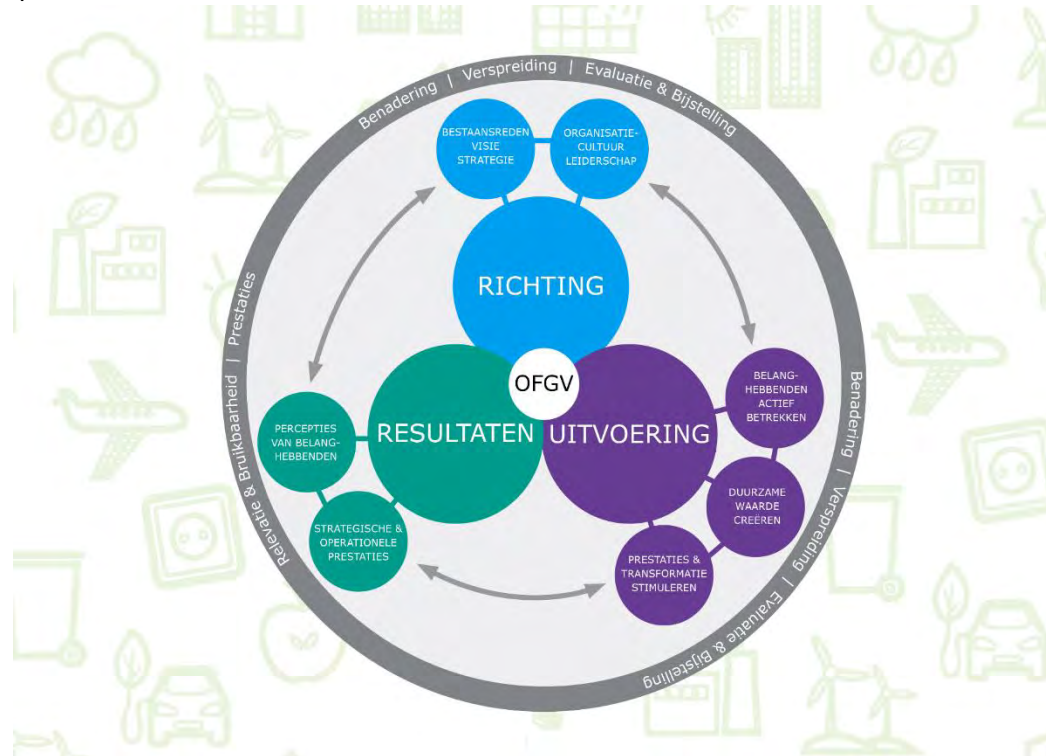 Benadering | Verspreiding | Evaluatie & Bijstelling
BESTAANSREDEN
VISIE
STRATEGIE
ORGANISATIE-
CULTUUR
LEIDERSCHAP
RICHTING
OFGV
RESULTATEN
UITVOERING
BELANG-
HEBBENDEN
ACTIEF
BETREKKEN
DUURZAME
WAARDE
CREËREN
PRESTATIES &
TRANSFORMATIE
STIMULEREN
PERCEPTIES
VAN BELANG-
HEBBENDEN
STRATEGISCHE &
OPERATIONELE
PRESTATIES
Benadering | Verspreiding | Evaluatie & Bijstelling
Relevatie & Bruikbaarheid | Prestaties